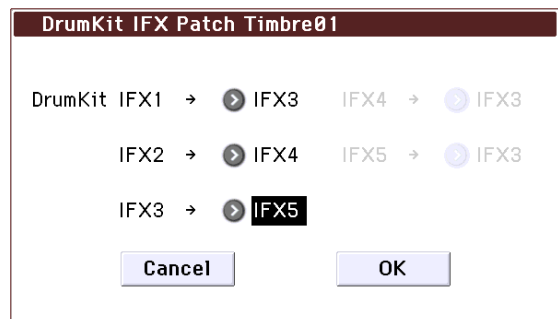 DrumKit IFX Patch Timbre01
DrumKit IFX1 → IFX3 IFX4 → IFX3
IFX2 → IFX4 IFX5 → IFX3
IFX3 → IFX5
Cancel OK